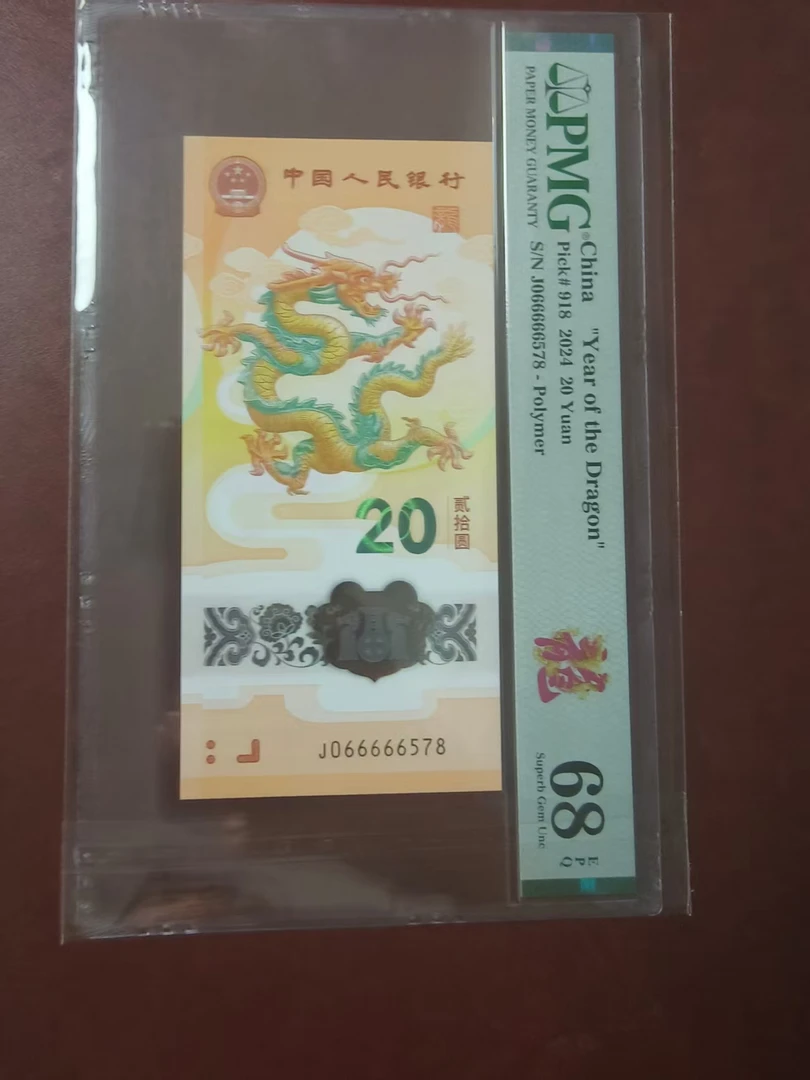 中国人民银行
20
贰拾圆
J066666578
PMG®
PAPER MONEY GUARANTY
China "Year of the Dragon"
Pick# 918 2024 20 Yuan
S/N J066666578 - Polymer
龍
68
EPQ
Superb Gem Unc